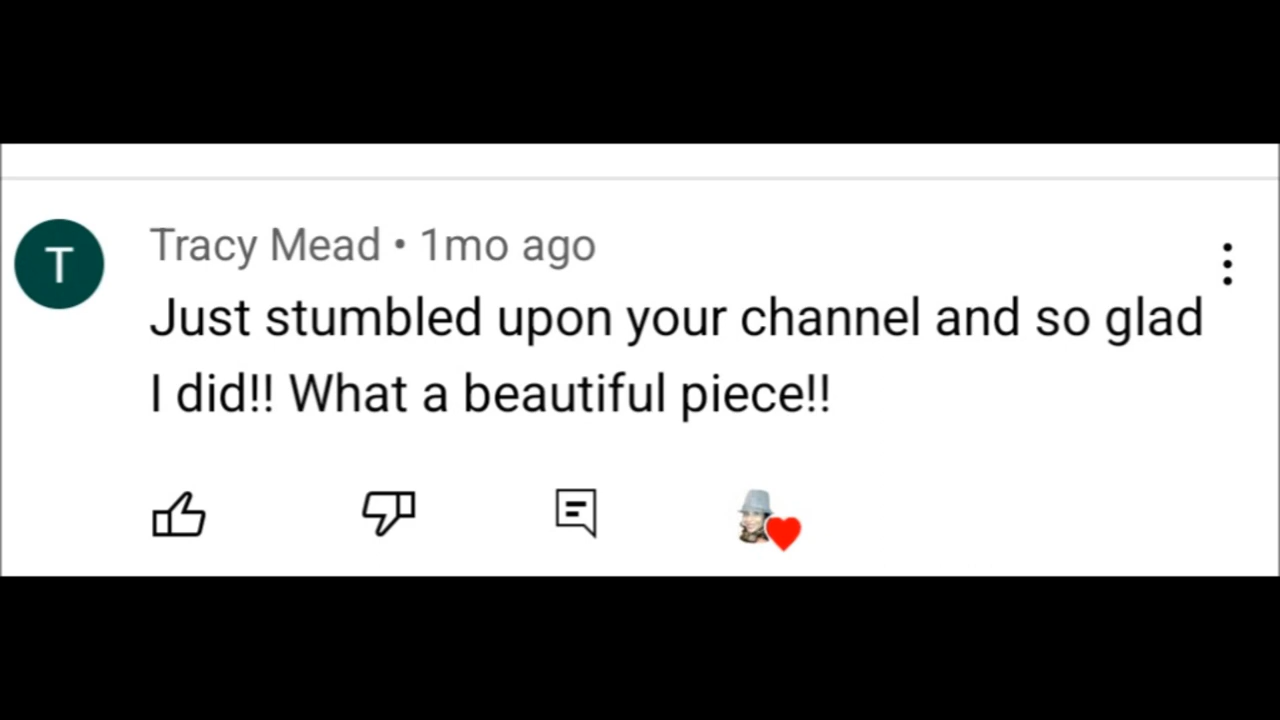 T
Tracy Mead • 1mo ago
Just stumbled upon your channel and so glad
I did!! What a beautiful piece!!